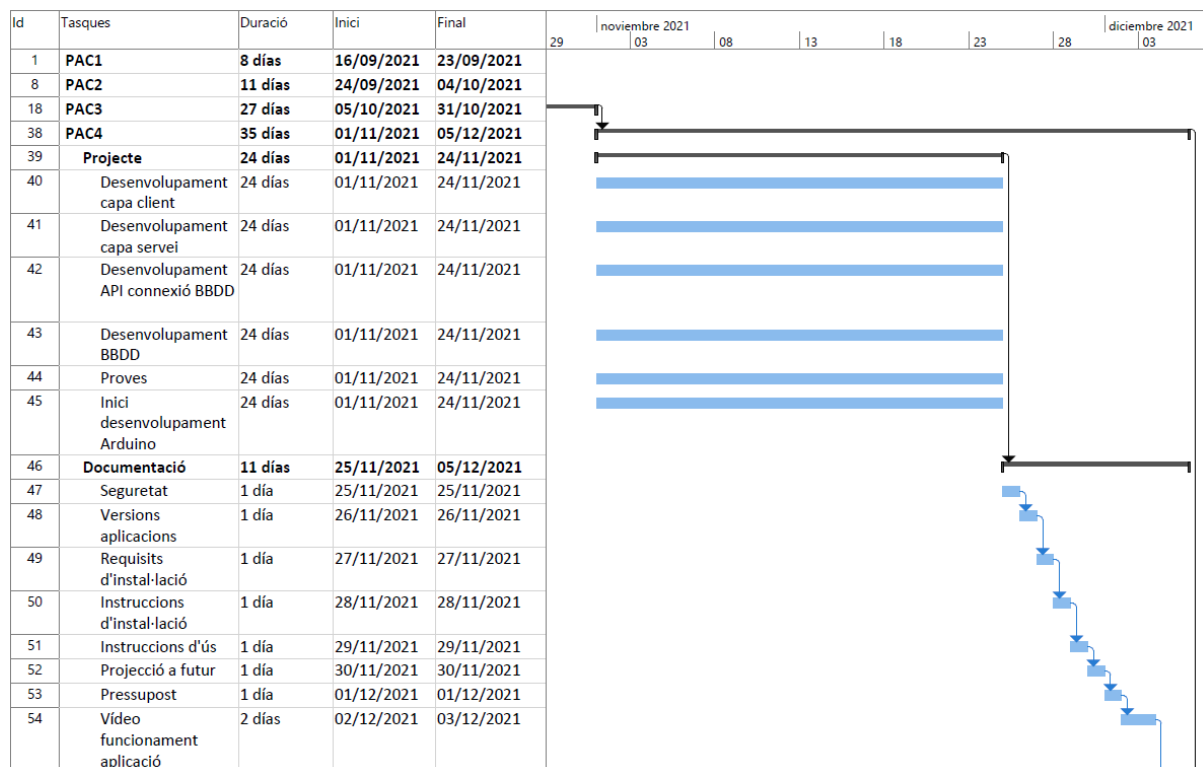 Id Tasques Duració Inici Final noviembre 2021 diciembre 2021
29 03 08 13 18 23 28 03
1 PAC1 8 días 16/09/2021 23/09/2021
8 PAC2 11 días 24/09/2021 04/10/2021
18 PAC3 27 días 05/10/2021 31/10/2021
38 PAC4 35 días 01/11/2021 05/12/2021
39 Projecte 24 días 01/11/2021 24/11/2021
40 Desenvolupament 24 días 01/11/2021 24/11/2021
capa client
41 Desenvolupament 24 días 01/11/2021 24/11/2021
capa servei
42 Desenvolupament 24 días 01/11/2021 24/11/2021
API connexió BBDD
43 Desenvolupament 24 días 01/11/2021 24/11/2021
BBDD
44 Proves 24 días 01/11/2021 24/11/2021
45 Inici 24 días 01/11/2021 24/11/2021
desenvolupament
Arduino
46 Documentació 11 días 25/11/2021 05/12/2021
47 Seguretat 1 día 25/11/2021 25/11/2021
48 Versions 1 día 26/11/2021 26/11/2021
aplicacions
49 Requisits 1 día 27/11/2021 27/11/2021
d'instal·lació
50 Instruccions 1 día 28/11/2021 28/11/2021
d'instal·lació
51 Instruccions d'ús 1 día 29/11/2021 29/11/2021
52 Projecció a futur 1 día 30/11/2021 30/11/2021
53 Pressupost 1 día 01/12/2021 01/12/2021
54 Vídeo 2 días 02/12/2021 03/12/2021
funcionament
aplicació